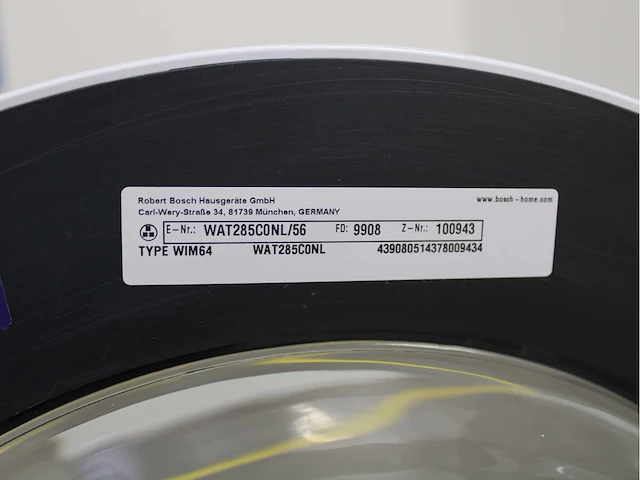 Robert Bosch Hausgeräte GmbH www.bosch-home.com
Carl-Wery-Straße 34, 81739 München, GERMANY
E-Nr.: WAT285C0NL/56 FD: 9908 Z-Nr.: 100943
TYPE WIM64 WAT285C0NL 439080514378009434